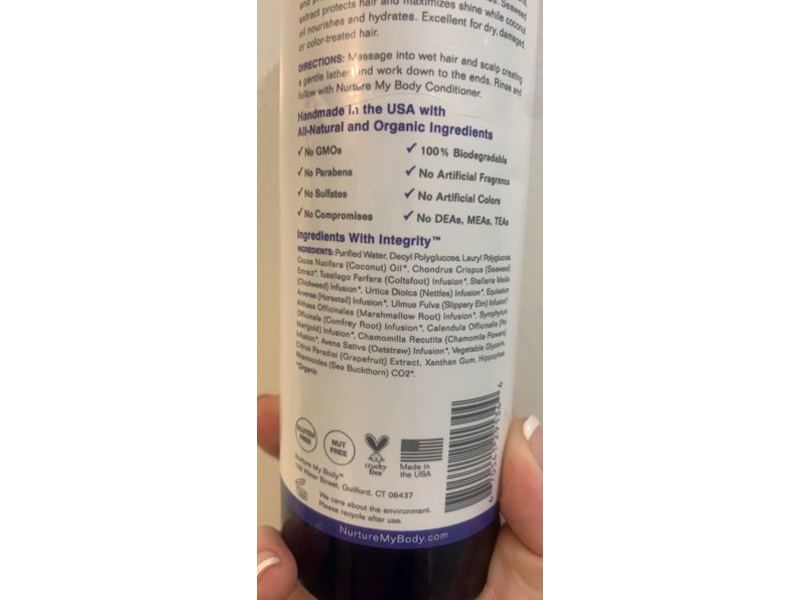 extract protects hair and maximizes shine while coconut
oil nourishes and hydrates. Excellent for dry, damaged,
or color-treated hair.
DIRECTIONS: Massage into wet hair and scalp creating
a gentle lather and work down to the ends. Rinse and
follow with Nurture My Body Conditioner.
Handmade in the USA with
All-Natural and Organic Ingredients
✓ No GMOs
✓ 100% Biodegradable
✓ No Parabens
✓ No Artificial Fragrance
✓ No Sulfates
✓ No Artificial Colors
✓ No Compromises
✓ No DEAs, MEAs, TEAs
Ingredients With Integrity™
INGREDIENTS: Purified Water, Decyl Polyglucose, Lauryl Polyglucose,
Cocos Nucifera (Coconut) Oil*, Chondrus Crispus (Seaweed)
Extract*, Tussilago Farfara (Coltsfoot) Infusion*, Stellaria Media
(Chickweed) Infusion*, Urtica Dioica (Nettles) Infusion*, Equisetum
Arvense (Horsetail) Infusion*, Ulmus Fulva (Slippery Elm) Infusion*,
Althaea Officinalas (Marshmallow Root) Infusion*, Symphytum
Officinale (Comfrey Root) Infusion*, Calendula Officinalis (Pot
Marigold) Infusion*, Chamomilla Recutita (Chamomile Flowers)
Infusion*, Avena Sativa (Oatstraw) Infusion*, Vegetable Glycerin,
Citrus Paradisi (Grapefruit) Extract, Xanthan Gum, Hippophae
Rhamnoides (Sea Buckthorn) CO2*.
*Organic
GLUTEN
FREE
NUT
FREE
cruelty
free
Made in
the USA
Nurture My Body™
Water Street, Guilford, CT 06437
We care about the environment.
Please recycle after use.
NurtureMyBody.com